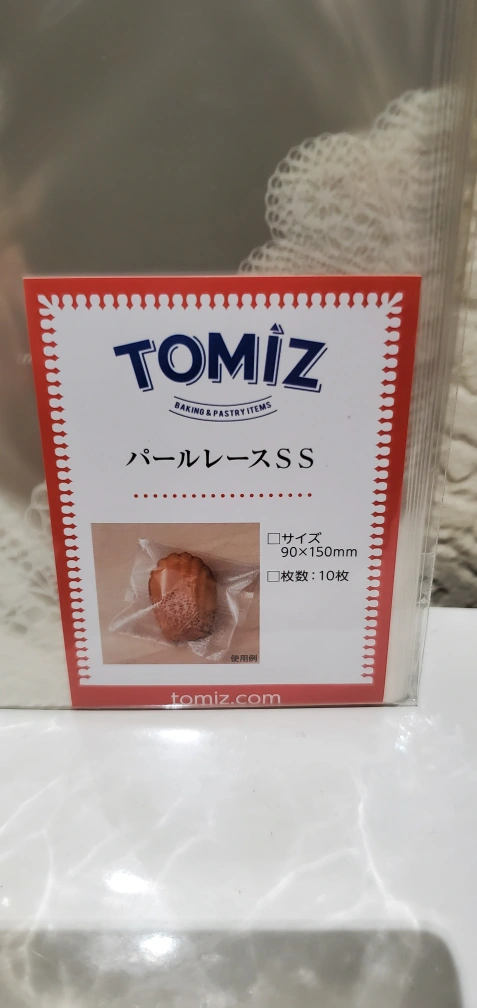 TOMIZ
BAKING & PASTRY ITEMS
パールレースSS
□サイズ
90×150mm
□枚数:10枚
使用例
tomiz.com